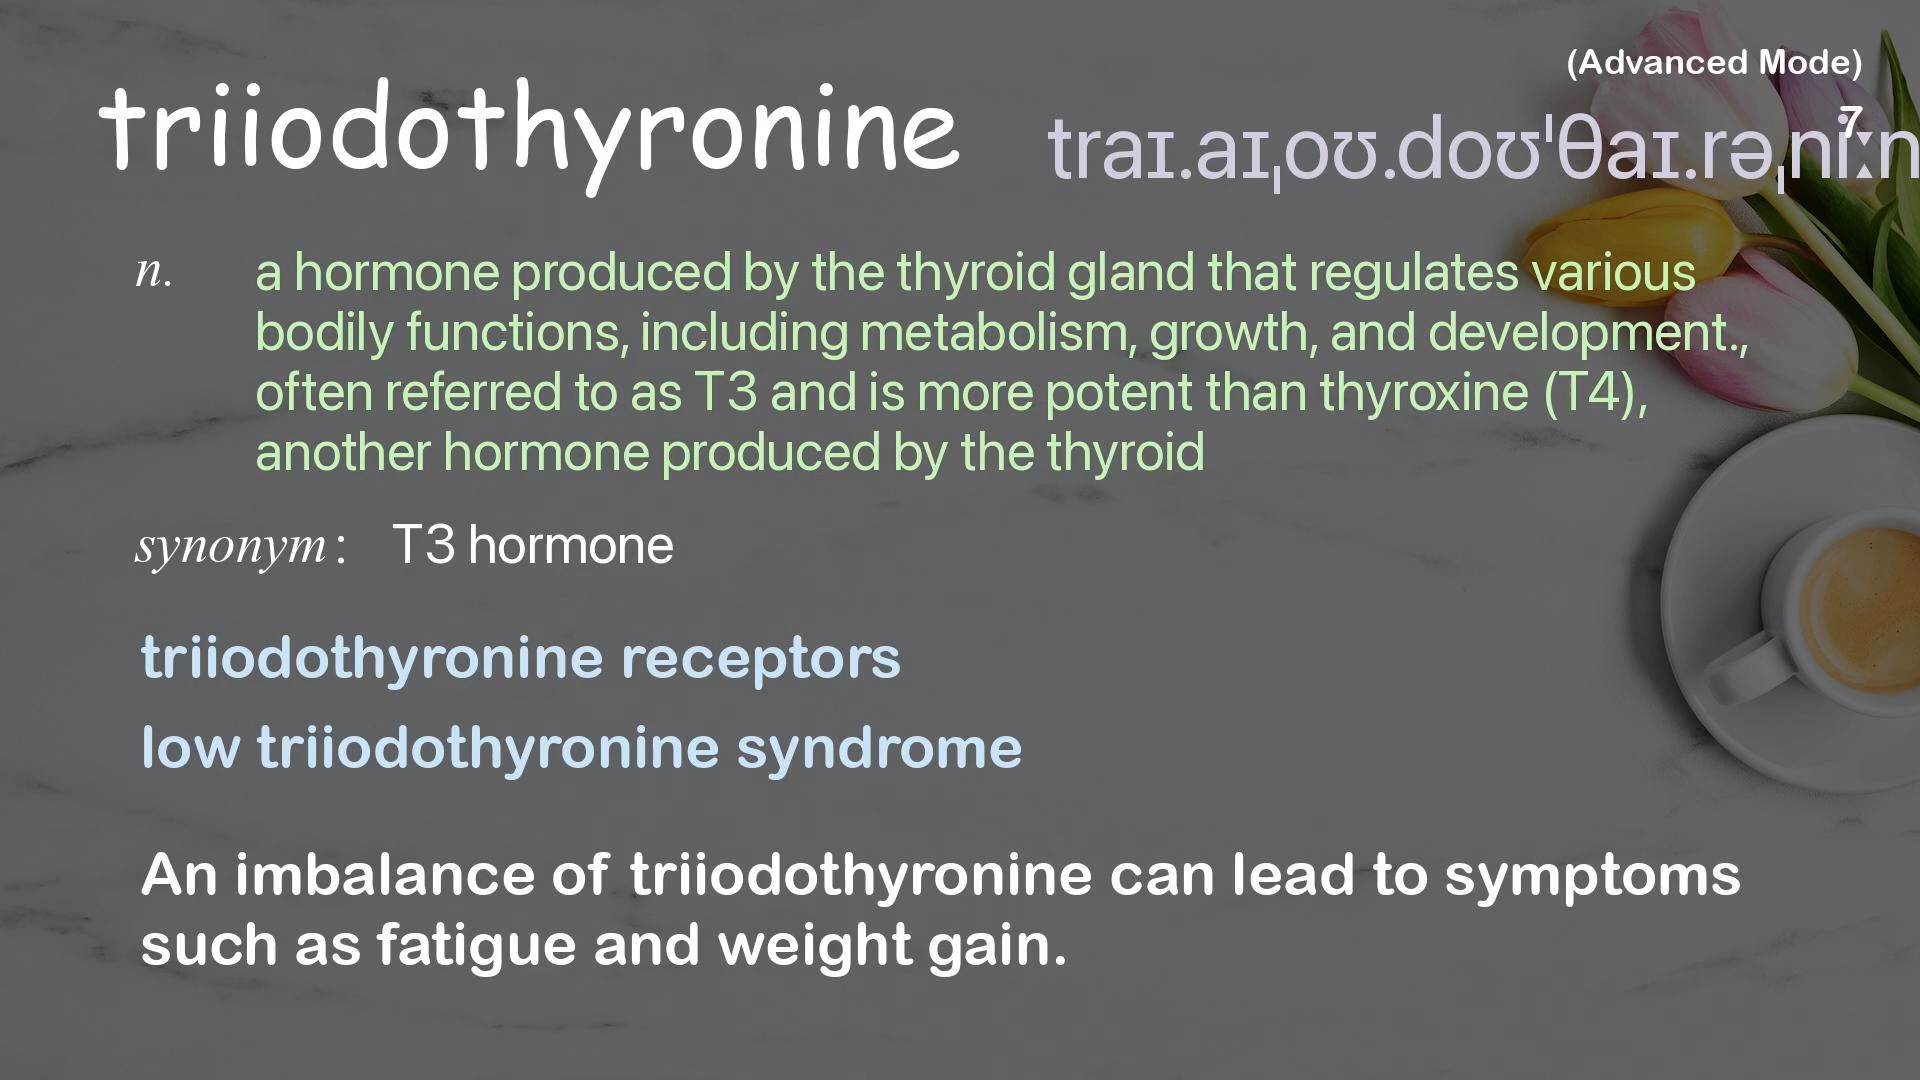 (Advanced Mode)
triiodothyronine traɪ.aɪˌoʊ.doʊˈθaɪ.rəˌniːn
7
n. a hormone produced by the thyroid gland that regulates various
bodily functions, including metabolism, growth, and development.,
often referred to as T3 and is more potent than thyroxine (T4),
another hormone produced by the thyroid
synonym: T3 hormone
triiodothyronine receptors
low triiodothyronine syndrome
An imbalance of triiodothyronine can lead to symptoms
such as fatigue and weight gain.